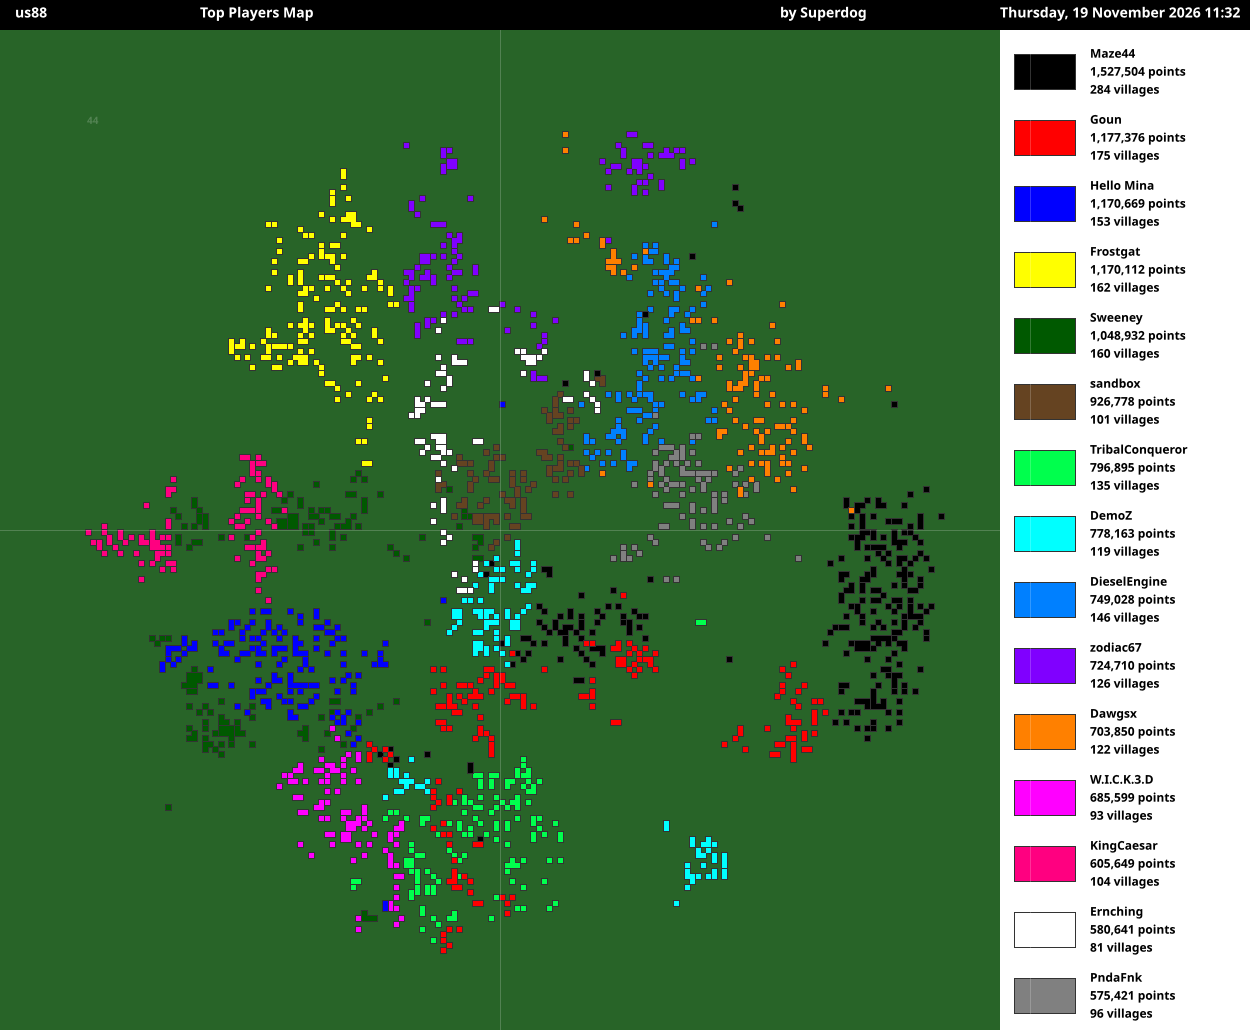 us88 Top Players Map by Superdog Thursday, 19 November 2026 11:32
44
Maze44
1,527,504 points
284 villages
Goun
1,177,376 points
175 villages
Hello Mina
1,170,669 points
153 villages
Frostgat
1,170,112 points
162 villages
Sweeney
1,048,932 points
160 villages
sandbox
926,778 points
101 villages
TribalConqueror
796,895 points
135 villages
DemoZ
778,163 points
119 villages
DieselEngine
749,028 points
146 villages
zodiac67
724,710 points
126 villages
Dawgsx
703,850 points
122 villages
W.I.C.K.3.D
685,599 points
93 villages
KingCaesar
605,649 points
104 villages
Ernching
580,641 points
81 villages
PndaFnk
575,421 points
96 villages